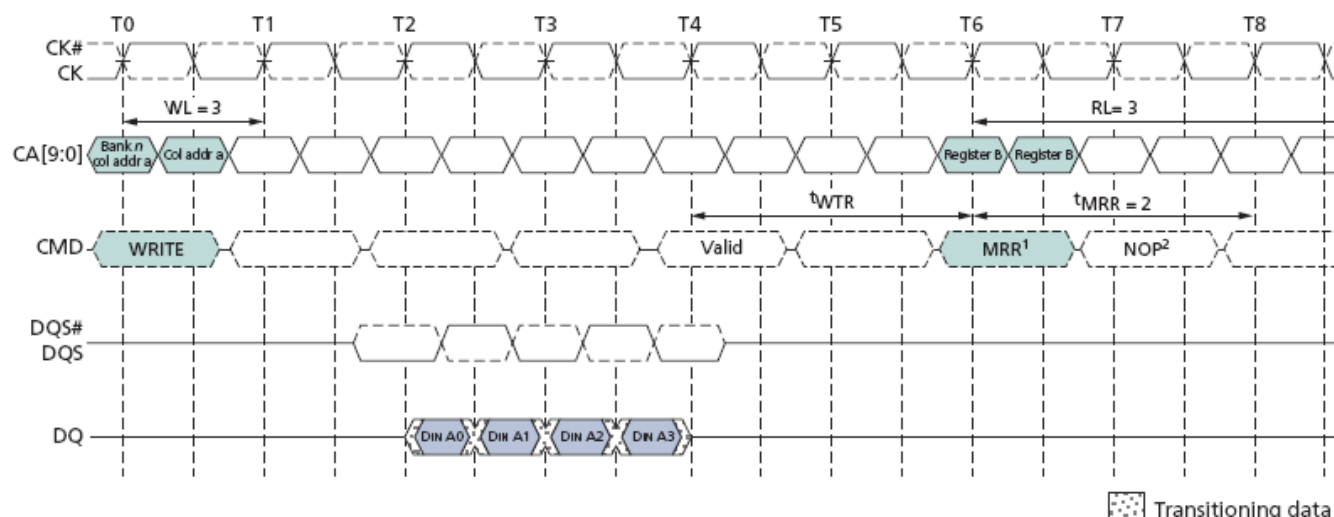 T0 T1 T2 T3 T4 T5 T6 T7 T8
CK#
CK
WL = 3
RL= 3
CA[9:0]
Bank n
col addr a
Col addr a
Register B
Register B
tWTR
tMRR = 2
CMD
WRITE
Valid
MRR1
NOP2
DQS#
DQS
DQ
DIN A0
DIN A1
DIN A2
DIN A3
Transitioning data